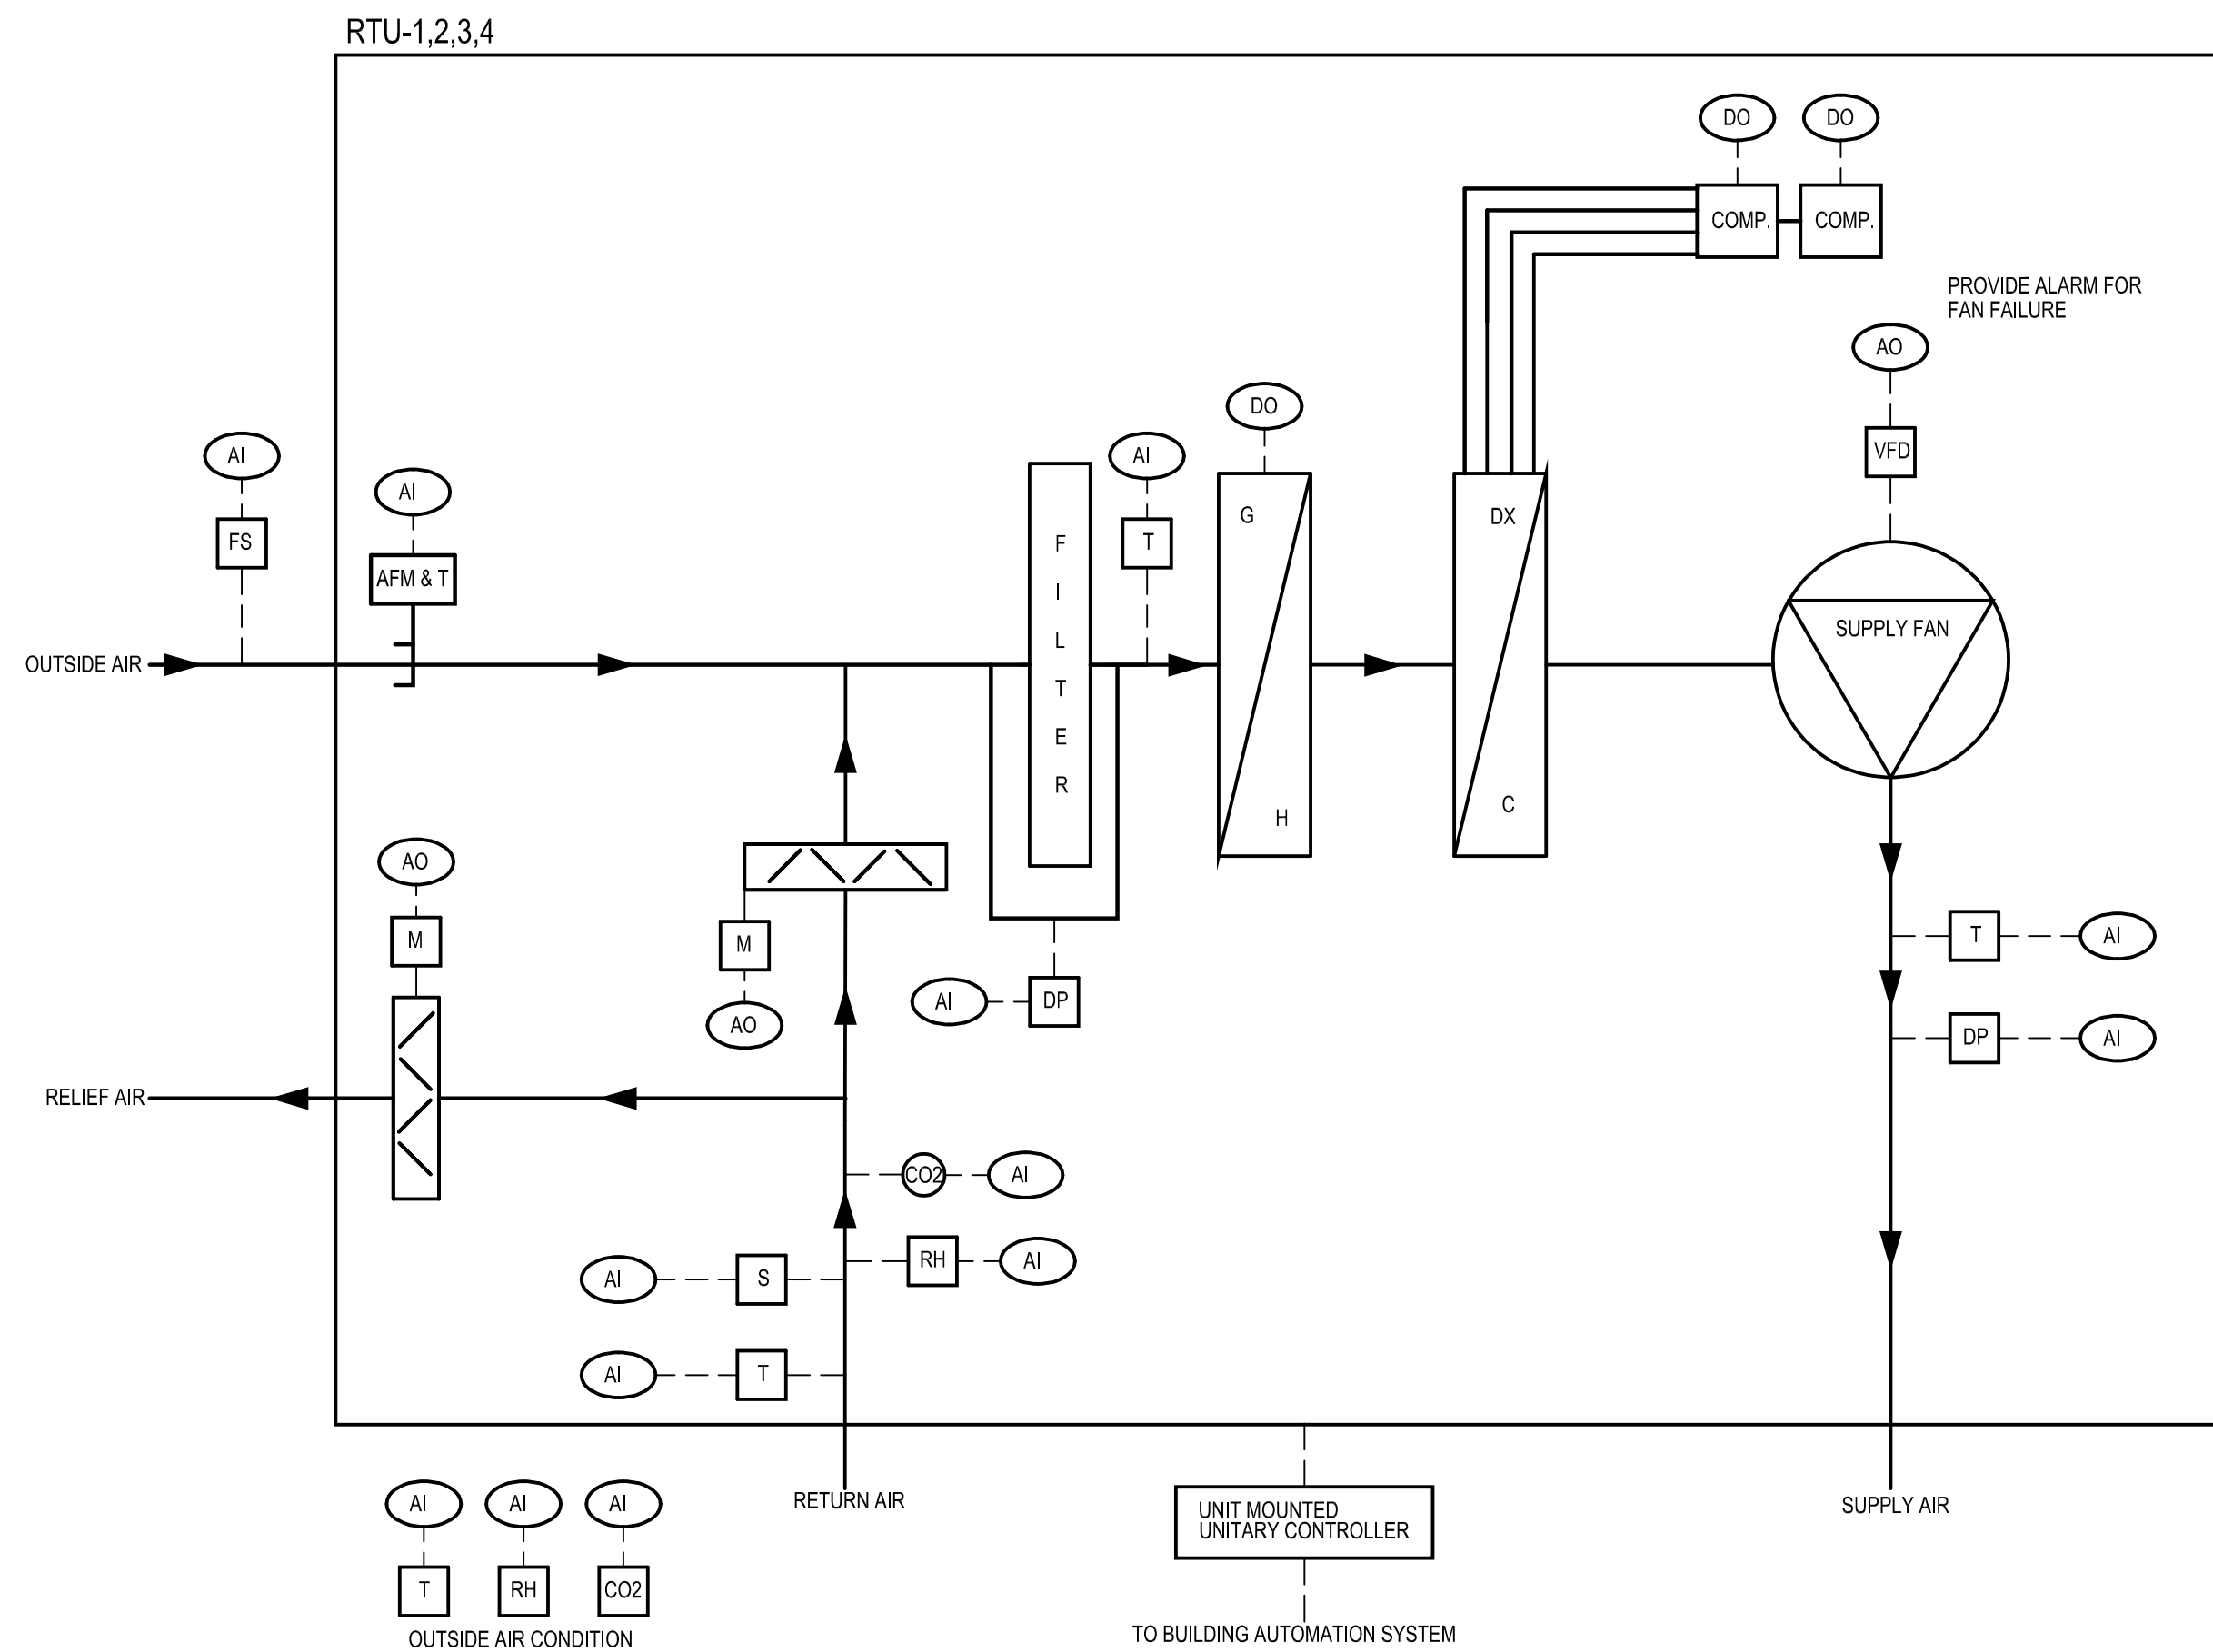 RTU-1,2,3,4
DO
DO
COMP.
COMP.
PROVIDE ALARM FOR
FAN FAILURE
AO
VFD
DO
AI
AI
AI
FS
AFM & T
T
F
I
L
T
E
R
G
H
DX
C
SUPPLY FAN
OUTSIDE AIR
AO
M
M
AO
AI
DP
T
AI
DP
AI
RELIEF AIR
CO2
AI
RH
AI
AI
S
AI
T
RETURN AIR
SUPPLY AIR
AI
AI
AI
T
RH
CO2
OUTSIDE AIR CONDITION
UNIT MOUNTED
UNITARY CONTROLLER
TO BUILDING AUTOMATION SYSTEM